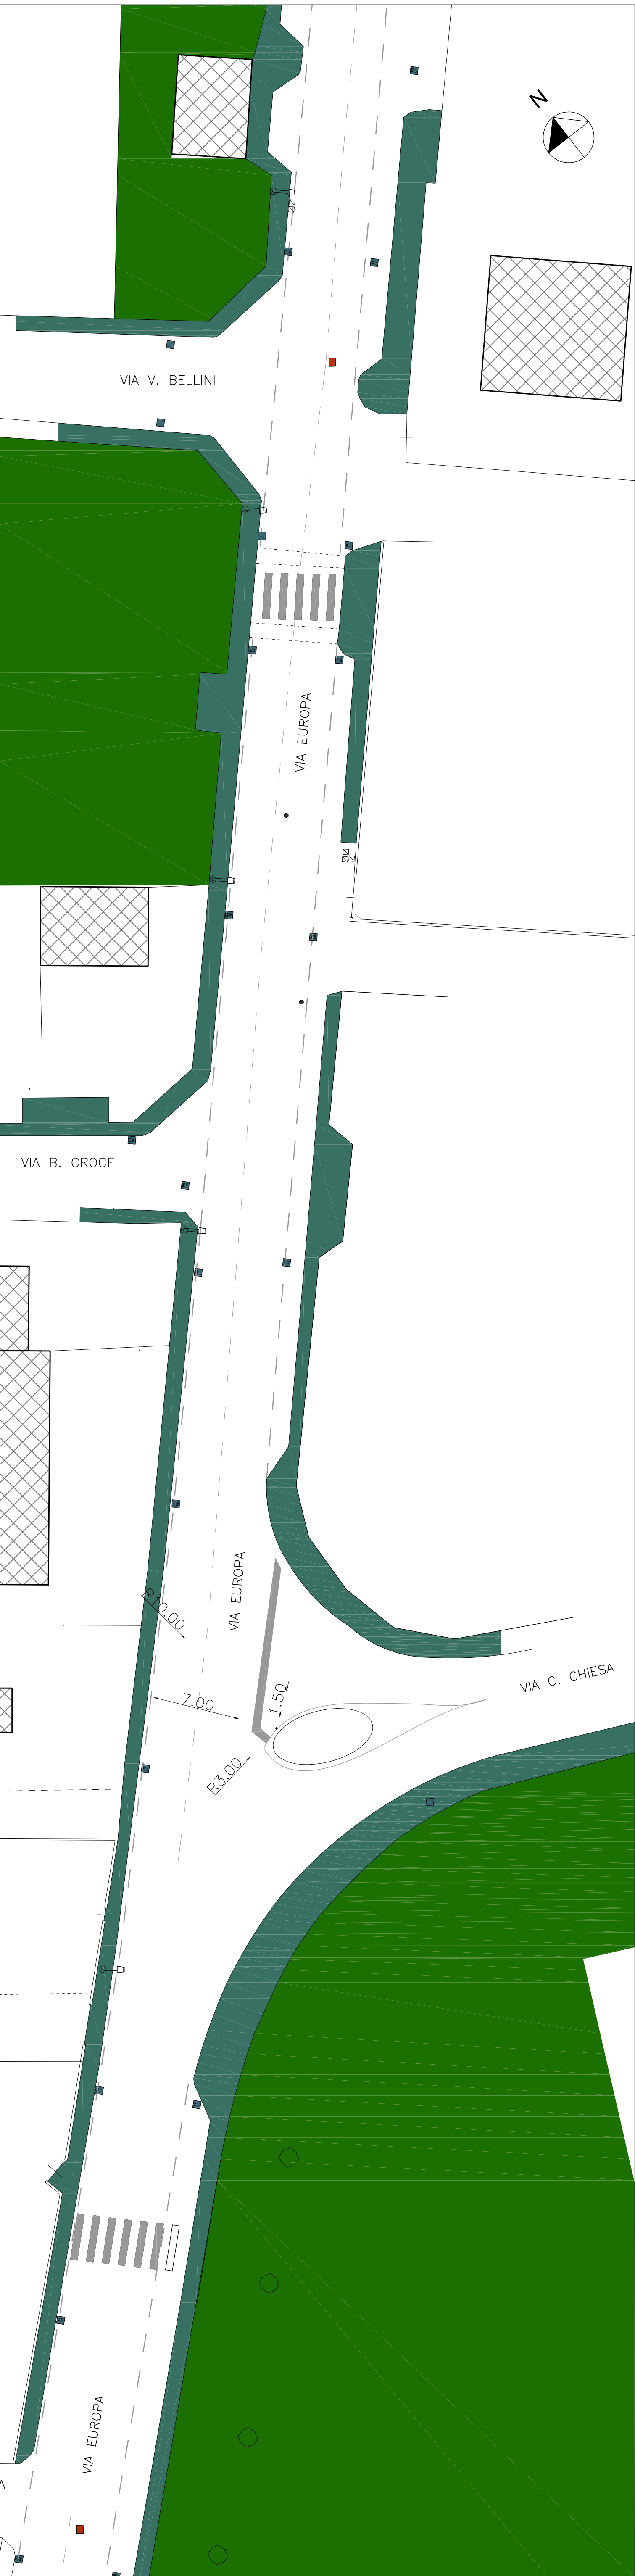 N
VIA V. BELLINI
VIA EUROPA
VIA B. CROCE
VIA EUROPA
R10.00
VIA C. CHIESA
7.00
1.50
R3.00
VIA EUROPA
A